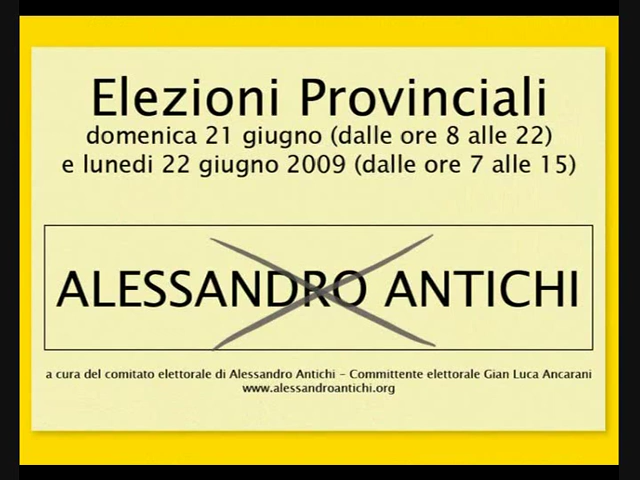 Elezioni Provinciali
domenica 21 giugno (dalle ore 8 alle 22)
e lunedi 22 giugno 2009 (dalle ore 7 alle 15)
ALESSANDRO ANTICHI
a cura del comitato elettorale di Alessandro Antichi – Committente elettorale Gian Luca Ancarani
www.alessandroantichi.org